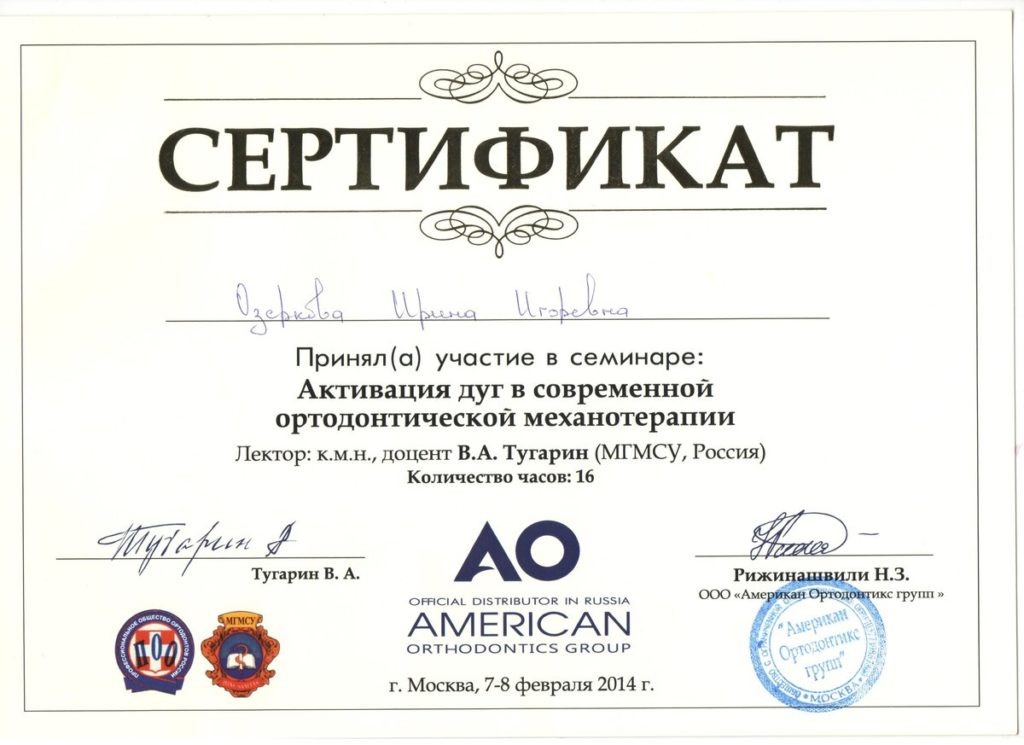 СЕРТИФИКАТ
Озеркова Ирина Игоревна
Принял(а) участие в семинаре:
Активация дуг в современной
ортодонтической механотерапии
Лектор: к.м.н., доцент В.А. Тугарин (МГМСУ, Россия)
Количество часов: 16
Тугарин
Тугарин В. А.
AO
OFFICIAL DISTRIBUTOR IN RUSSIA
AMERICAN
ORTHODONTICS GROUP
Рижинашвили Н.З.
ООО «Американ Ортодонтикс групп »
ПРОФЕССИОНАЛЬНОЕ ОБЩЕСТВО ОРТОДОНТОВ РОССИИ
ПОО
МГМСУ
"Американ
Ортодонтикс
групп"
МОСКВА
г. Москва, 7-8 февраля 2014 г.